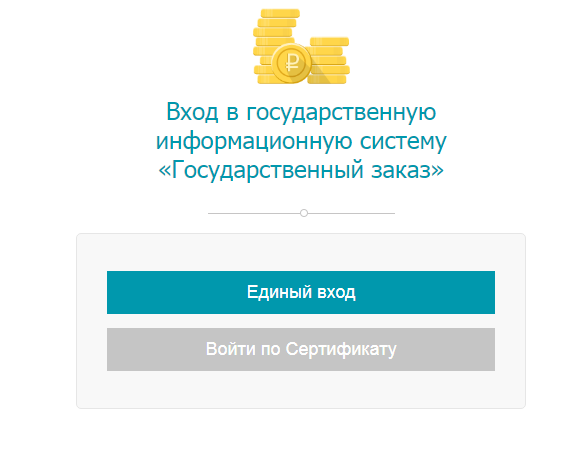 Вход в государственную
информационную систему
«Государственный заказ»
Единый вход
Войти по Сертификату